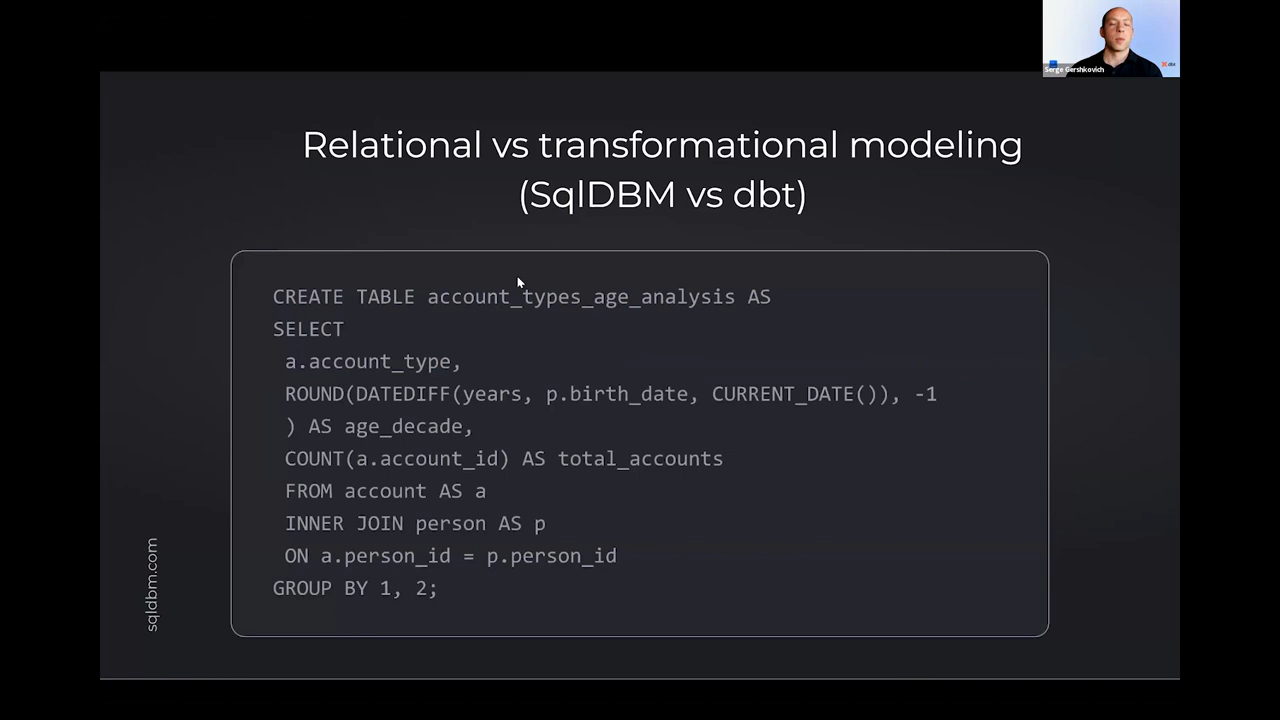 Serge Gershkovich
dbt
Relational vs transformational modeling
(SqlDBM vs dbt)
CREATE TABLE account_types_age_analysis AS
SELECT
a.account_type,
ROUND(DATEDIFF(years, p.birth_date, CURRENT_DATE()), -1
) AS age_decade,
COUNT(a.account_id) AS total_accounts
FROM account AS a
INNER JOIN person AS p
ON a.person_id = p.person_id
GROUP BY 1, 2;
sqldbm.com